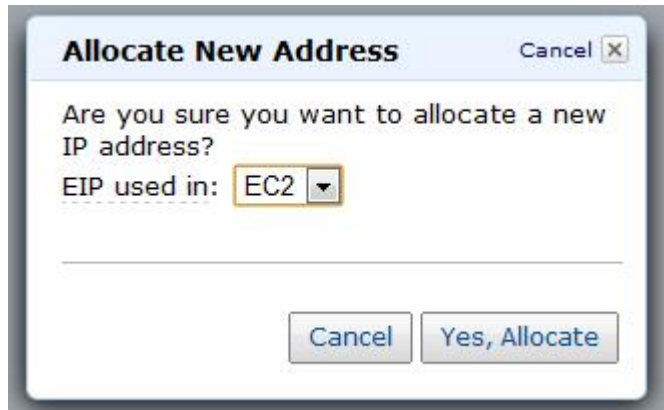 Allocate New Address
Cancel
Are you sure you want to allocate a new
IP address?
EIP used in: EC2
Cancel
Yes, Allocate